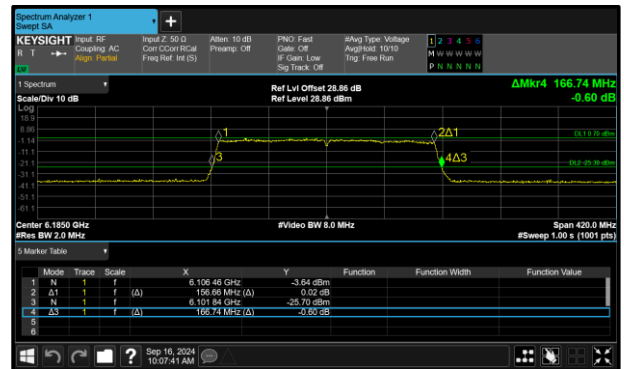 Spectrum Analyzer 1
Swept SA
KEYSIGHT Input: RF Input Z: 50 Ω Atten: 10 dB PNO: Fast #Avg Type: Voltage 1 2 3 4 5 6
R T Coupling: AC Corr CCorr RCal Preamp: Off Gate: Off Avg|Hold: 10/10 M W W W W W
Align: Partial Freq Ref: Int (S) IF Gain: Low Trig: Free Run P N N N N N
Sig Track: Off
1 Spectrum Ref Lvl Offset 28.86 dB ΔMkr4 166.74 MHz
Scale/Div 10 dB Ref Level 28.86 dBm -0.60 dB
Log
18.9
8.86
-1.14
-11.1
-21.1
-31.1
-41.1
-51.1
-61.1
1
2Δ1
DL1 0.70 dBm
3
4Δ3
DL2 -25.30 dBm
Center 6.1850 GHz #Video BW 8.0 MHz Span 420.0 MHz
#Res BW 2.0 MHz #Sweep 1.00 s (1001 pts)
5 Marker Table
Mode Trace Scale X Y Function Function Width Function Value
1 N 1 f 6.106 46 GHz -3.64 dBm
2 Δ1 1 f (Δ) 156.66 MHz (Δ) 0.02 dB
3 N 1 f 6.101 84 GHz -25.70 dBm
4 Δ3 1 f (Δ) 166.74 MHz (Δ) -0.60 dB
5
6
? Sep 16, 2024
10:07:41 AM